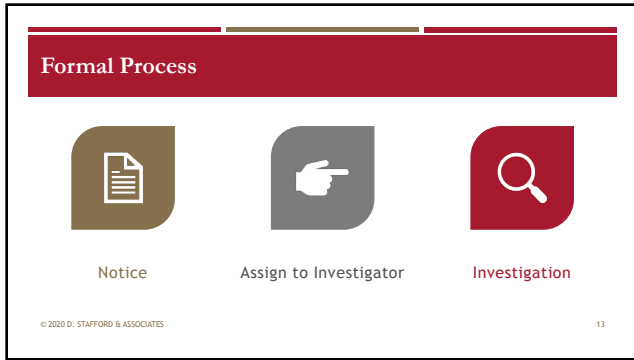 Formal Process
Notice
Assign to Investigator
Investigation
© 2020 D. STAFFORD & ASSOCIATES
13